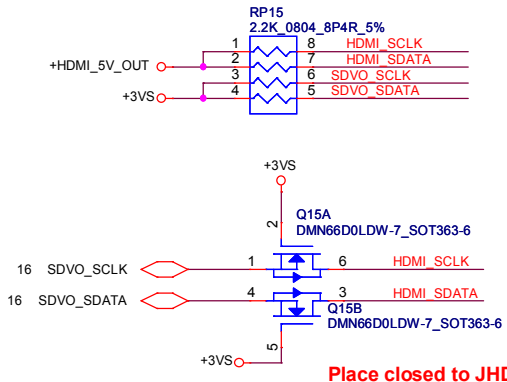 RP15
2.2K_0804_8P4R_5%
+HDMI_5V_OUT
1 8 HDMI_SCLK
2 7 HDMI_SDATA
3 6 SDVO_SCLK
+3VS 4 5 SDVO_SDATA
+3VS
2
Q15A
DMN66D0LDW-7_SOT363-6
16 SDVO_SCLK 1 6 HDMI_SCLK
16 SDVO_SDATA 4 3 HDMI_SDATA
Q15B
DMN66D0LDW-7_SOT363-6
5
+3VS
Place closed to JHD